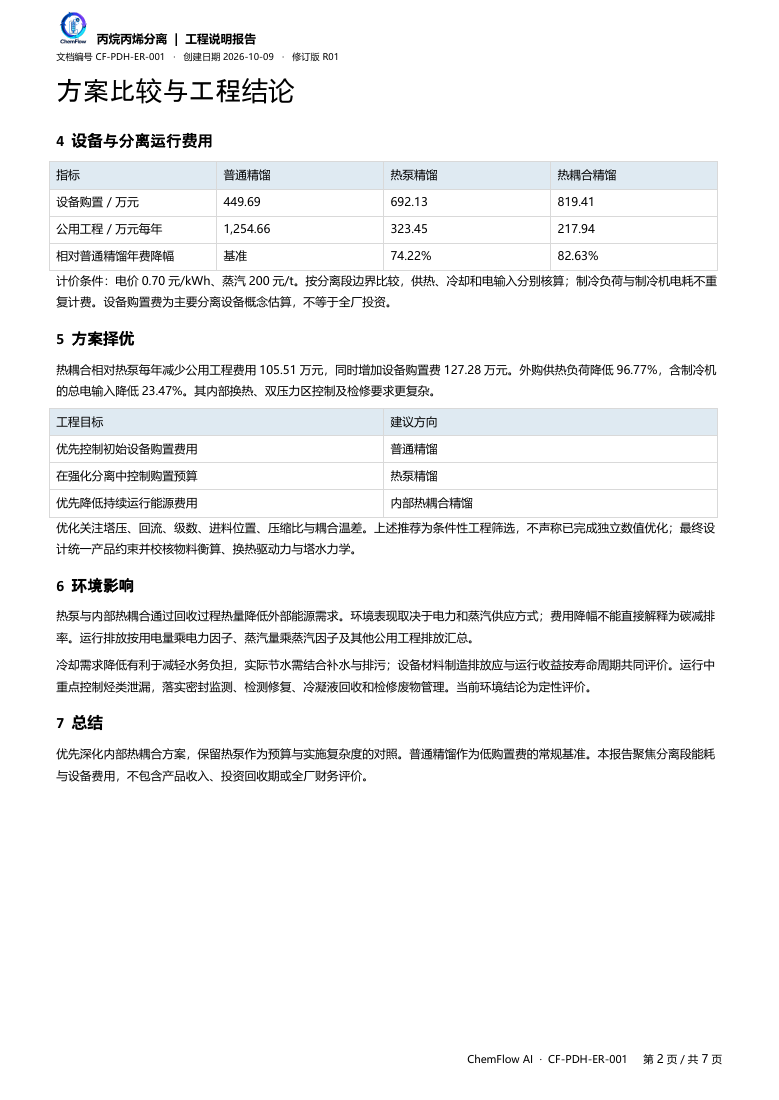 ChemFlow
丙烷丙烯分离 | 工程说明报告
文档编号 CF-PDH-ER-001 · 创建日期 2026-10-09 · 修订版 R01
方案比较与工程结论
4 设备与分离运行费用
指标 普通精馏 热泵精馏 热耦合精馏
设备购置 / 万元 449.69 692.13 819.41
公用工程 / 万元每年 1,254.66 323.45 217.94
相对普通精馏年费降幅 基准 74.22% 82.63%
计价条件：电价 0.70 元/kWh、蒸汽 200 元/t。按分离段边界比较，供热、冷却和电输入分别核算；制冷负荷与制冷机电耗不重
复计费。设备购置费为主要分离设备概念估算，不等于全厂投资。
5 方案择优
热耦合相对热泵每年减少公用工程费用 105.51 万元，同时增加设备购置费 127.28 万元。外购供热负荷降低 96.77%，含制冷机
的总电输入降低 23.47%。其内部换热、双压力区控制及检修要求更复杂。
工程目标 建议方向
优先控制初始设备购置费用 普通精馏
在强化分离中控制购置预算 热泵精馏
优先降低持续运行能源费用 内部热耦合精馏
优化关注塔压、回流、级数、进料位置、压缩比与耦合温差。上述推荐为条件性工程筛选，不声称已完成独立数值优化；最终设
计统一产品约束并校核物料衡算、换热驱动力与塔水力学。
6 环境影响
热泵与内部热耦合通过回收过程热量降低外部能源需求。环境表现取决于电力和蒸汽供应方式；费用降幅不能直接解释为碳减排
率。运行排放按用电量乘电力因子、蒸汽量乘蒸汽因子及其他公用工程排放汇总。
冷却需求降低有利于减轻水务负担，实际节水需结合补水与排污；设备材料制造排放应与运行收益按寿命周期共同评价。运行中
重点控制烃类泄漏，落实密封监测、检测修复、冷凝液回收和检修废物管理。当前环境结论为定性评价。
7 总结
优先深化内部热耦合方案，保留热泵作为预算与实施复杂度的对照。普通精馏作为低购置费的常规基准。本报告聚焦分离段能耗
与设备费用，不包含产品收入、投资回收期或全厂财务评价。
ChemFlow AI · CF-PDH-ER-001 第 2 页 / 共 7 页